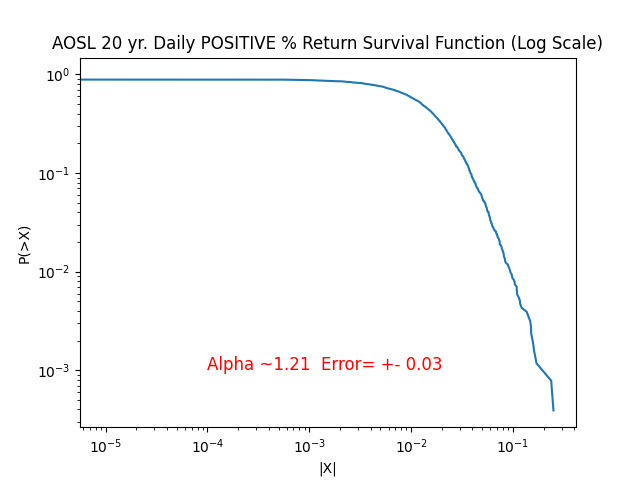 AOSL 20 yr. Daily POSITIVE % Return Survival Function (Log Scale)
10⁰
10⁻¹
10⁻²
10⁻³
P(>X)
Alpha ~1.21  Error= +- 0.03
10⁻⁵ 10⁻⁴ 10⁻³ 10⁻² 10⁻¹
|X|